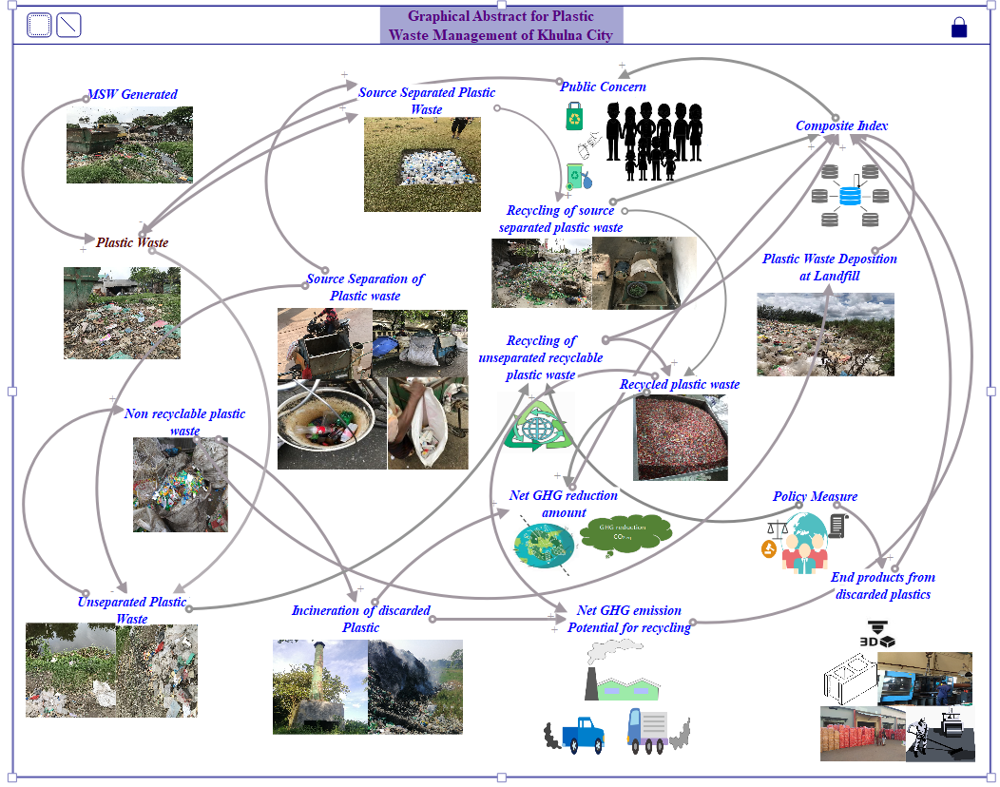 Graphical Abstract for Plastic
Waste Management of Khulna City
MSW Generated
Source Separated Plastic
Waste
Public Concern
Composite Index
Recycling of source
separated plastic waste
Plastic Waste
Plastic Waste Deposition
at Landfill
Source Separation of
Plastic waste
Recycling of
unseparated recyclable
plastic waste
Recycled plastic waste
Non recyclable plastic
waste
Net GHG reduction
amount
GHG reduction
CO₂eq
Policy Measure
End products from
discarded plastics
Unseparated Plastic
Waste
Incineration of discarded
Plastic
Net GHG emission
Potential for recycling
3D